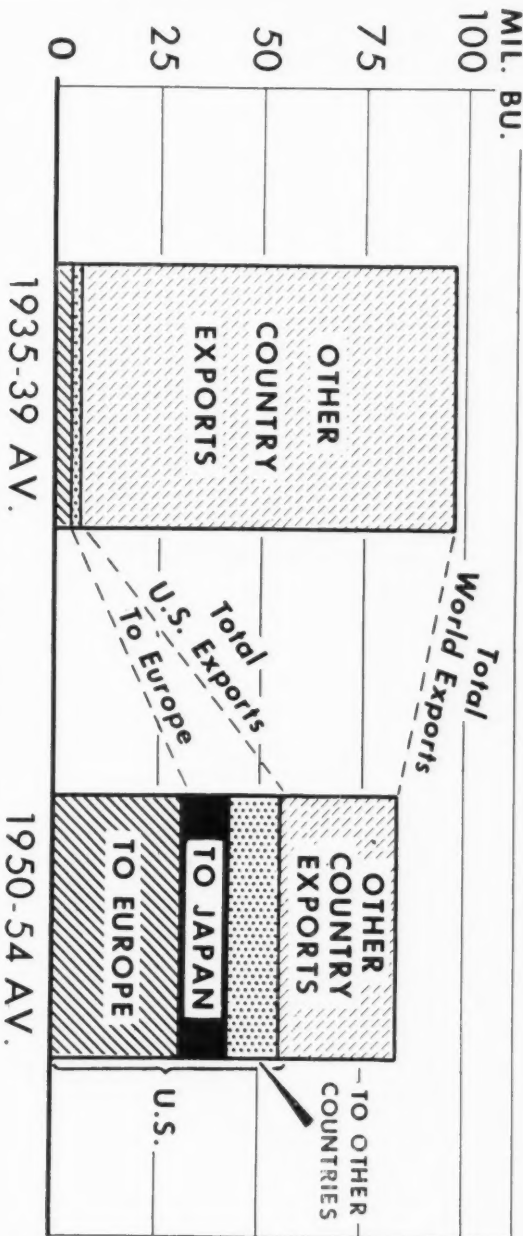 MIL. BU.
100
75
50
25
0
OTHER
COUNTRY
EXPORTS
Total
World Exports
Total
U.S. Exports
To Europe
OTHER
COUNTRY
EXPORTS
TO JAPAN
TO EUROPE
TO OTHER
COUNTRIES
U.S.
1935-39 AV.
1950-54 AV.